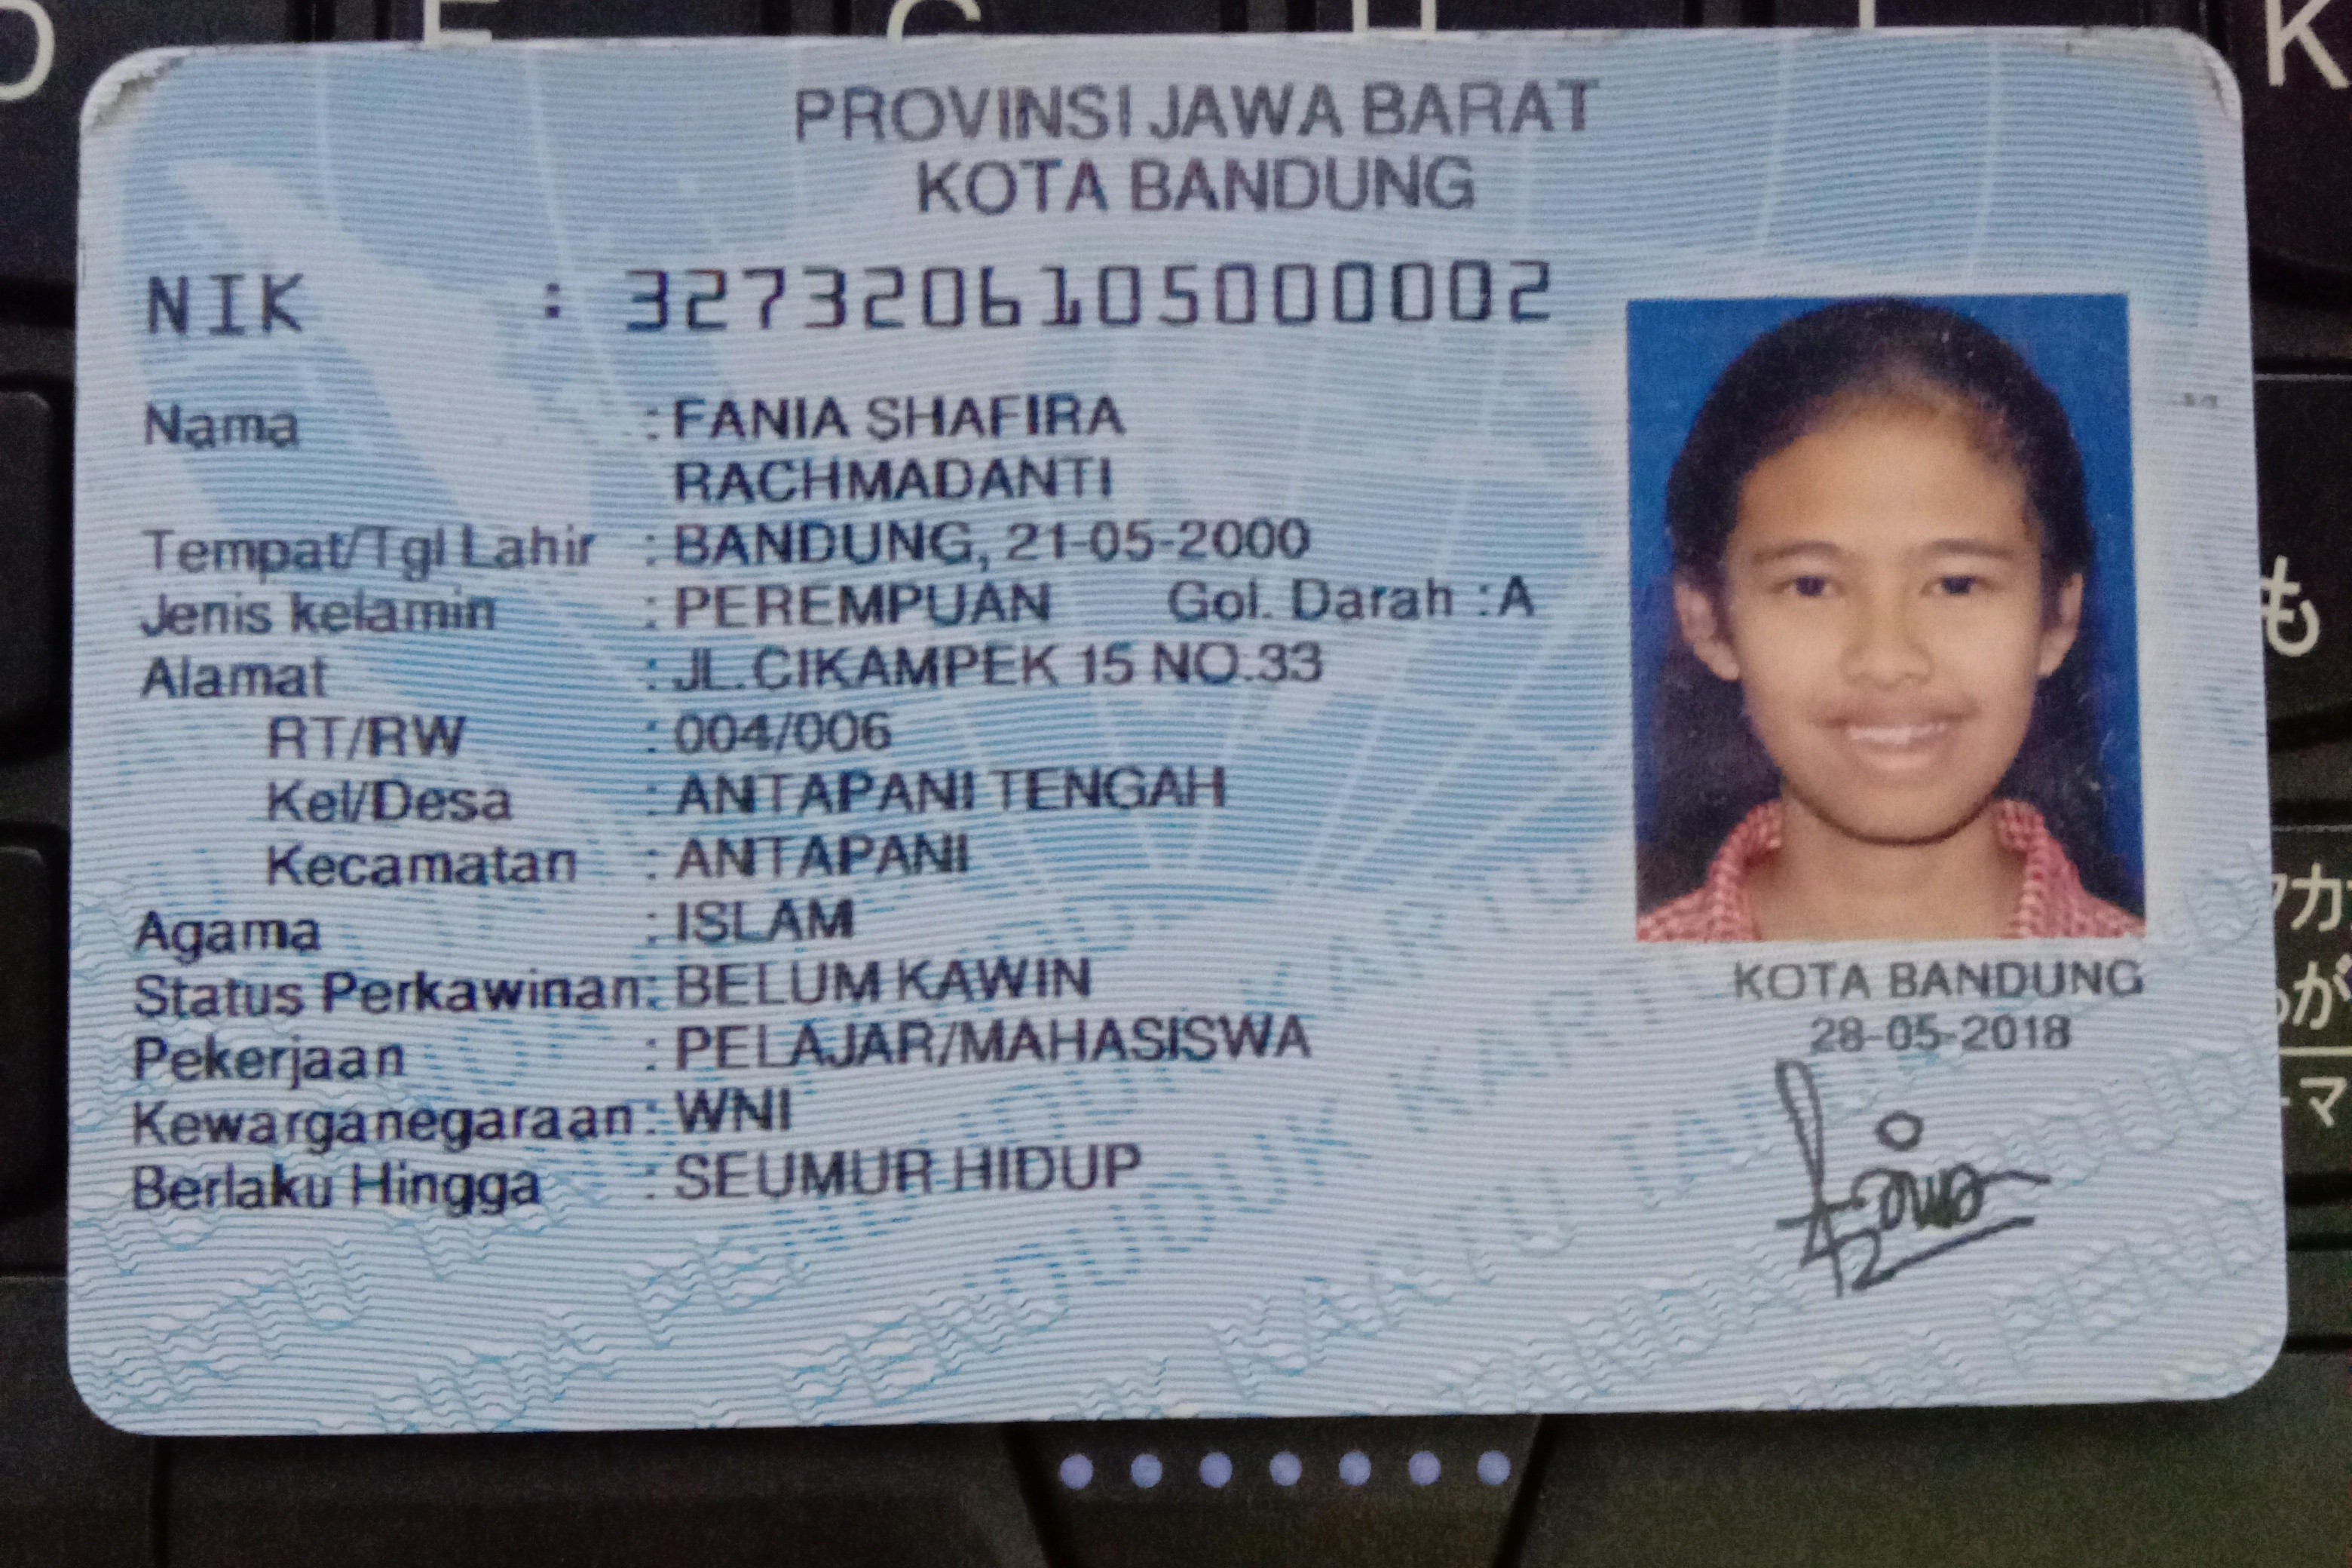 PROVINSI JAWA BARAT
KOTA BANDUNG
NIK : 3273206105000002
Nama : FANIA SHAFIRA
RACHMADANTI
Tempat/Tgl Lahir : BANDUNG, 21-05-2000
Jenis kelamin : PEREMPUAN Gol. Darah : A
Alamat : JL.CIKAMPEK 15 NO.33
RT/RW : 004/006
Kel/Desa : ANTAPANI TENGAH
Kecamatan : ANTAPANI
Agama : ISLAM
Status Perkawinan: BELUM KAWIN
Pekerjaan : PELAJAR/MAHASISWA
Kewarganegaraan: WNI
Berlaku Hingga : SEUMUR HIDUP
KOTA BANDUNG
28-05-2018
K
も